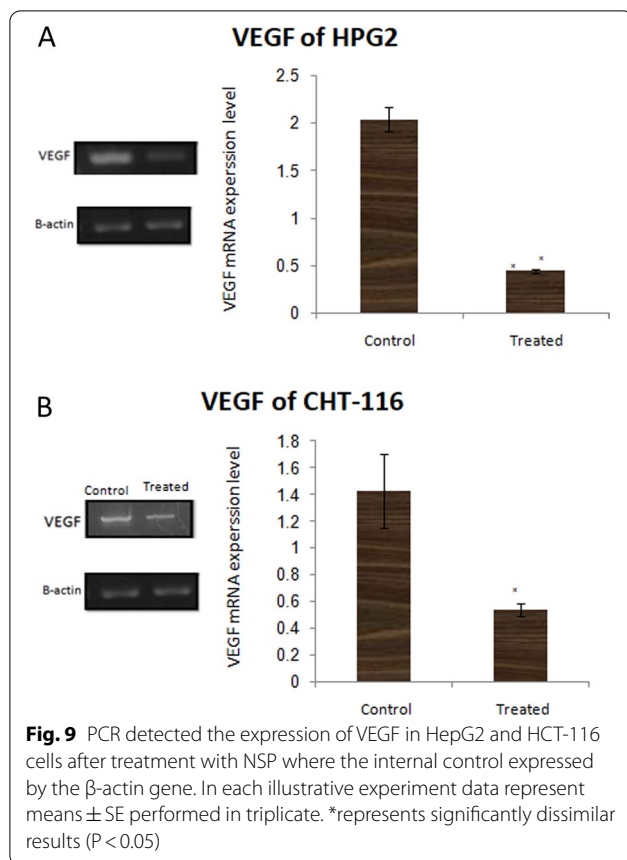 A
VEGF of HPG2
VEGF
B-actin
VEGF mRNA experssion level
2.5
2
1.5
1
0.5
0
* *
Control Treated
B
VEGF of CHT-116
Control Treated
VEGF
B-actin
VEGF mRNA experssion level
1.8
1.6
1.4
1.2
1
0.8
0.6
0.4
0.2
0
*
Control Treated
Fig. 9 PCR detected the expression of VEGF in HepG2 and HCT-116
cells after treatment with NSP where the internal control expressed
by the β-actin gene. In each illustrative experiment data represent
means ± SE performed in triplicate. *represents significantly dissimilar
results (P < 0.05)